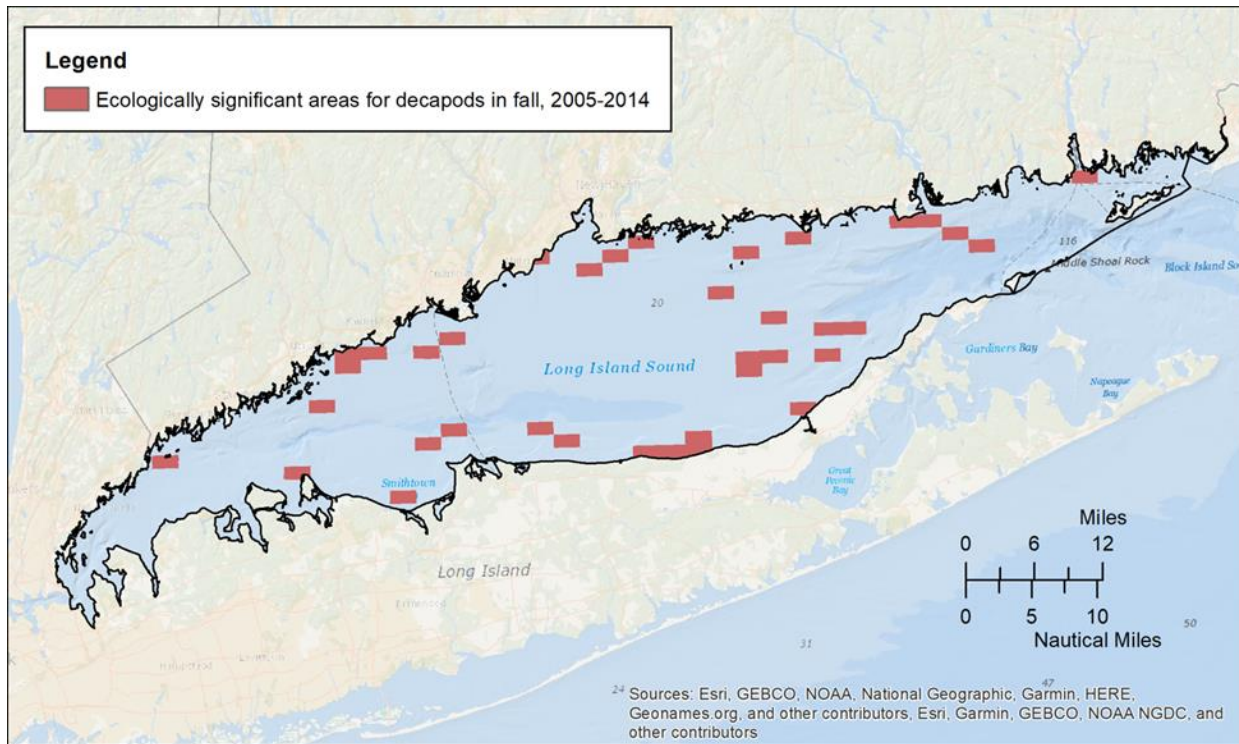 Legend
Ecologically significant areas for decapods in fall, 2005-2014
116
Middle Shoal Rock
Block Island So
20
Gardiners Bay
Long Island Sound
Napeague
Bay
Smithtown
Great
Peconic
Bay
Miles
0 6 12
Long Island
0 5 10
Nautical Miles
50
31
24
47
Sources: Esri, GEBCO, NOAA, National Geographic, Garmin, HERE,
Geonames.org, and other contributors, Esri, Garmin, GEBCO, NOAA NGDC, and
other contributors